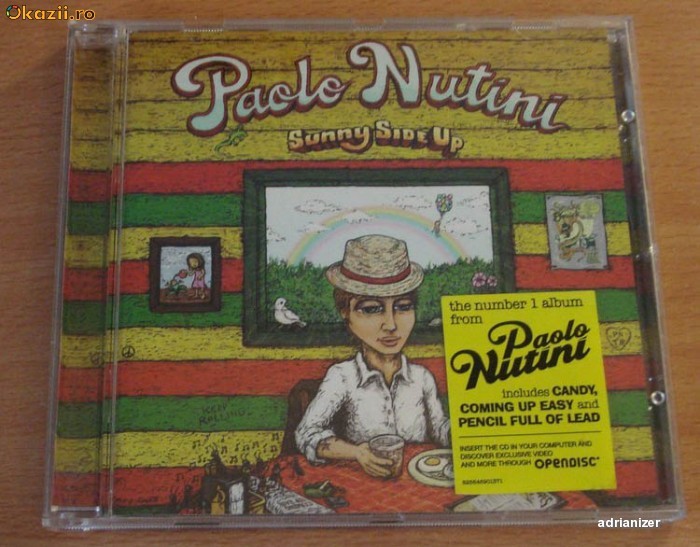 Okazii.ro
Paolo Nutini
Sunny Side Up
the number 1 album
from
Paolo
Nutini
includes CANDY,
COMING UP EASY and
PENCIL FULL OF LEAD
INSERT THE CD IN YOUR COMPUTER AND
DISCOVER EXCLUSIVE VIDEO
AND MORE THROUGH OPENDISC
KEEP
ROLLING
adrianizer